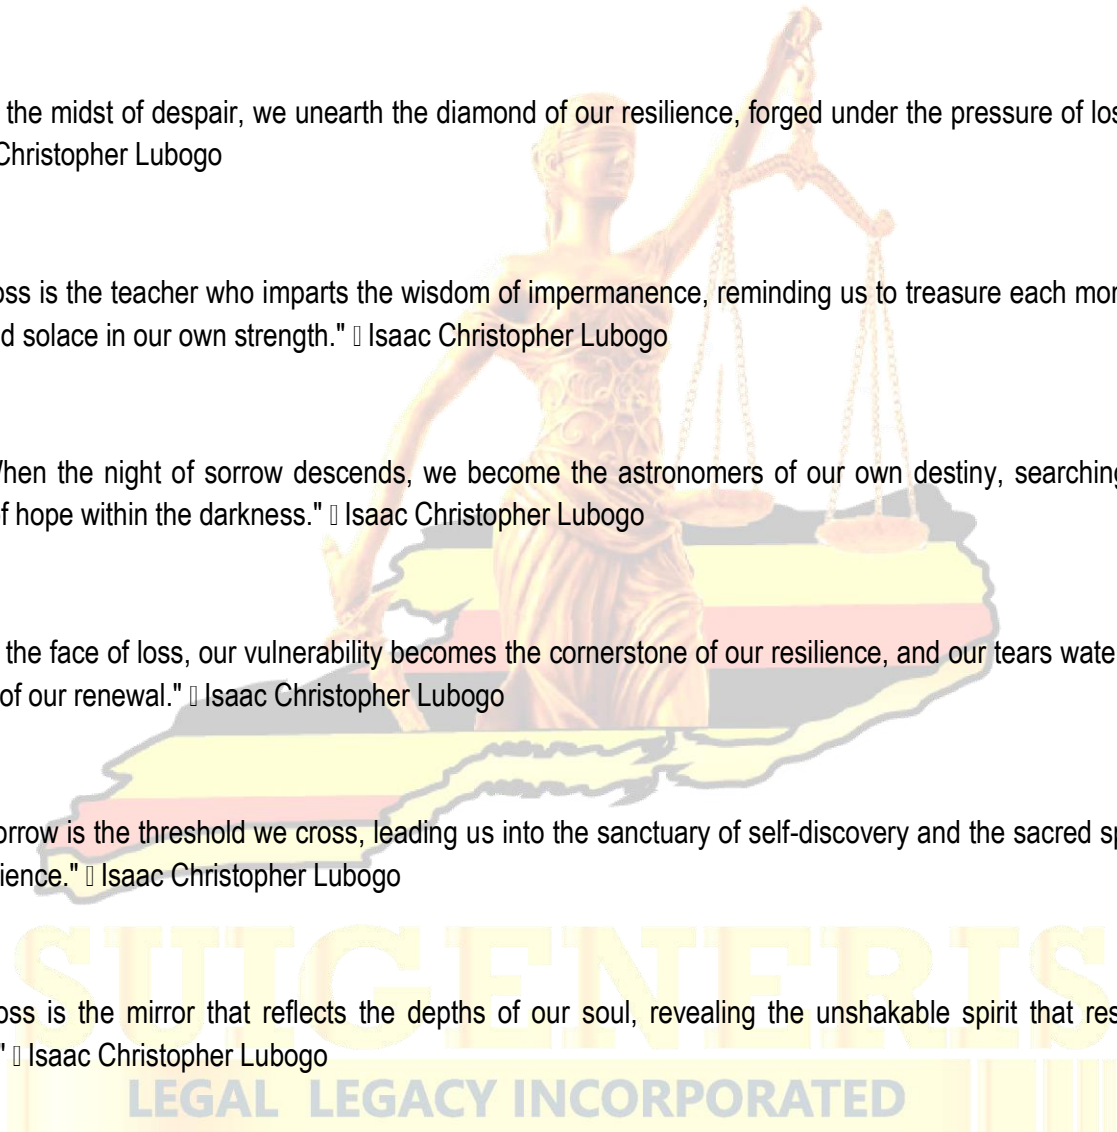 the midst of despair, we unearth the diamond of our resilience, forged under the pressure of los
Christopher Lubogo
oss is the teacher who imparts the wisdom of impermanence, reminding us to treasure each mor
d solace in our own strength." ▯ Isaac Christopher Lubogo
hen the night of sorrow descends, we become the astronomers of our own destiny, searching
f hope within the darkness." ▯ Isaac Christopher Lubogo
the face of loss, our vulnerability becomes the cornerstone of our resilience, and our tears wate
of our renewal." ▯ Isaac Christopher Lubogo
orrow is the threshold we cross, leading us into the sanctuary of self-discovery and the sacred sp
ience." ▯ Isaac Christopher Lubogo
SUIGENERIS
oss is the mirror that reflects the depths of our soul, revealing the unshakable spirit that res
" ▯ Isaac Christopher Lubogo
LEGAL LEGACY INCORPORATED